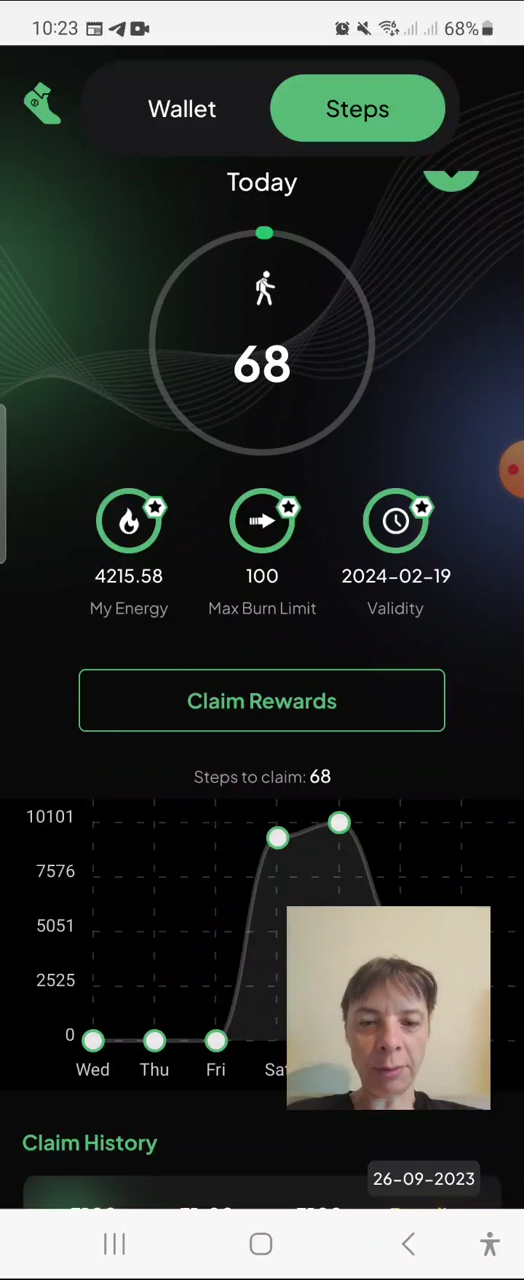 10:23 68%
Wallet Steps
Today
68
4215.58 100 2024-02-19
My Energy Max Burn Limit Validity
Claim Rewards
Steps to claim: 68
10101
7576
5051
2525
0
Wed Thu Fri
Claim History
26-09-2023